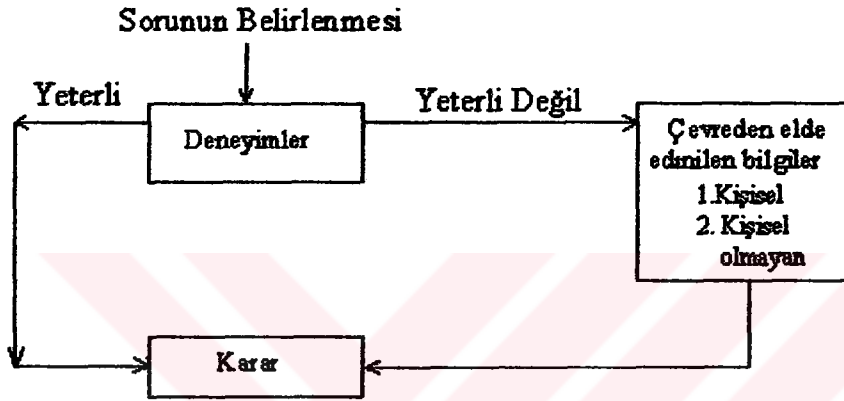 Sorunun Belirlenmesi
Yeterli
Yeterli Değil
Deneyimler
Çevreden elde
edinilen bilgiler
1.Kişisel
2. Kişisel
olmayan
Karar